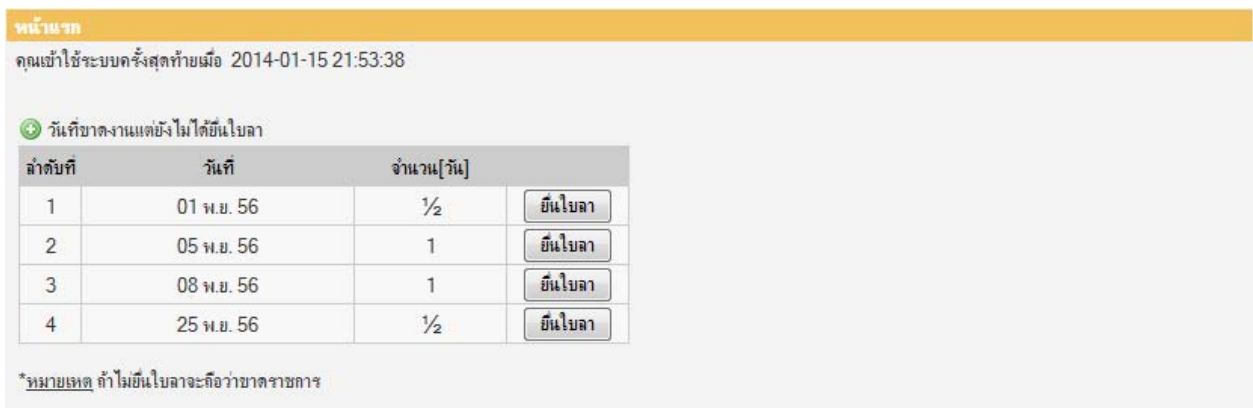 หน้าแรก
คุณเข้าใช้ระบบครั้งสุดท้ายเมื่อ 2014-01-15 21:53:38
วันที่ขาดงานแต่ยังไม่ได้ยื่นใบลา
ลำดับที่ วันที่ จำนวน[วัน]
1 01 พ.ย. 56 ½ ยื่นใบลา
2 05 พ.ย. 56 1 ยื่นใบลา
3 08 พ.ย. 56 1 ยื่นใบลา
4 25 พ.ย. 56 ½ ยื่นใบลา
*หมายเหตุ ถ้าไม่ยื่นใบลาจะถือว่าขาดราชการ